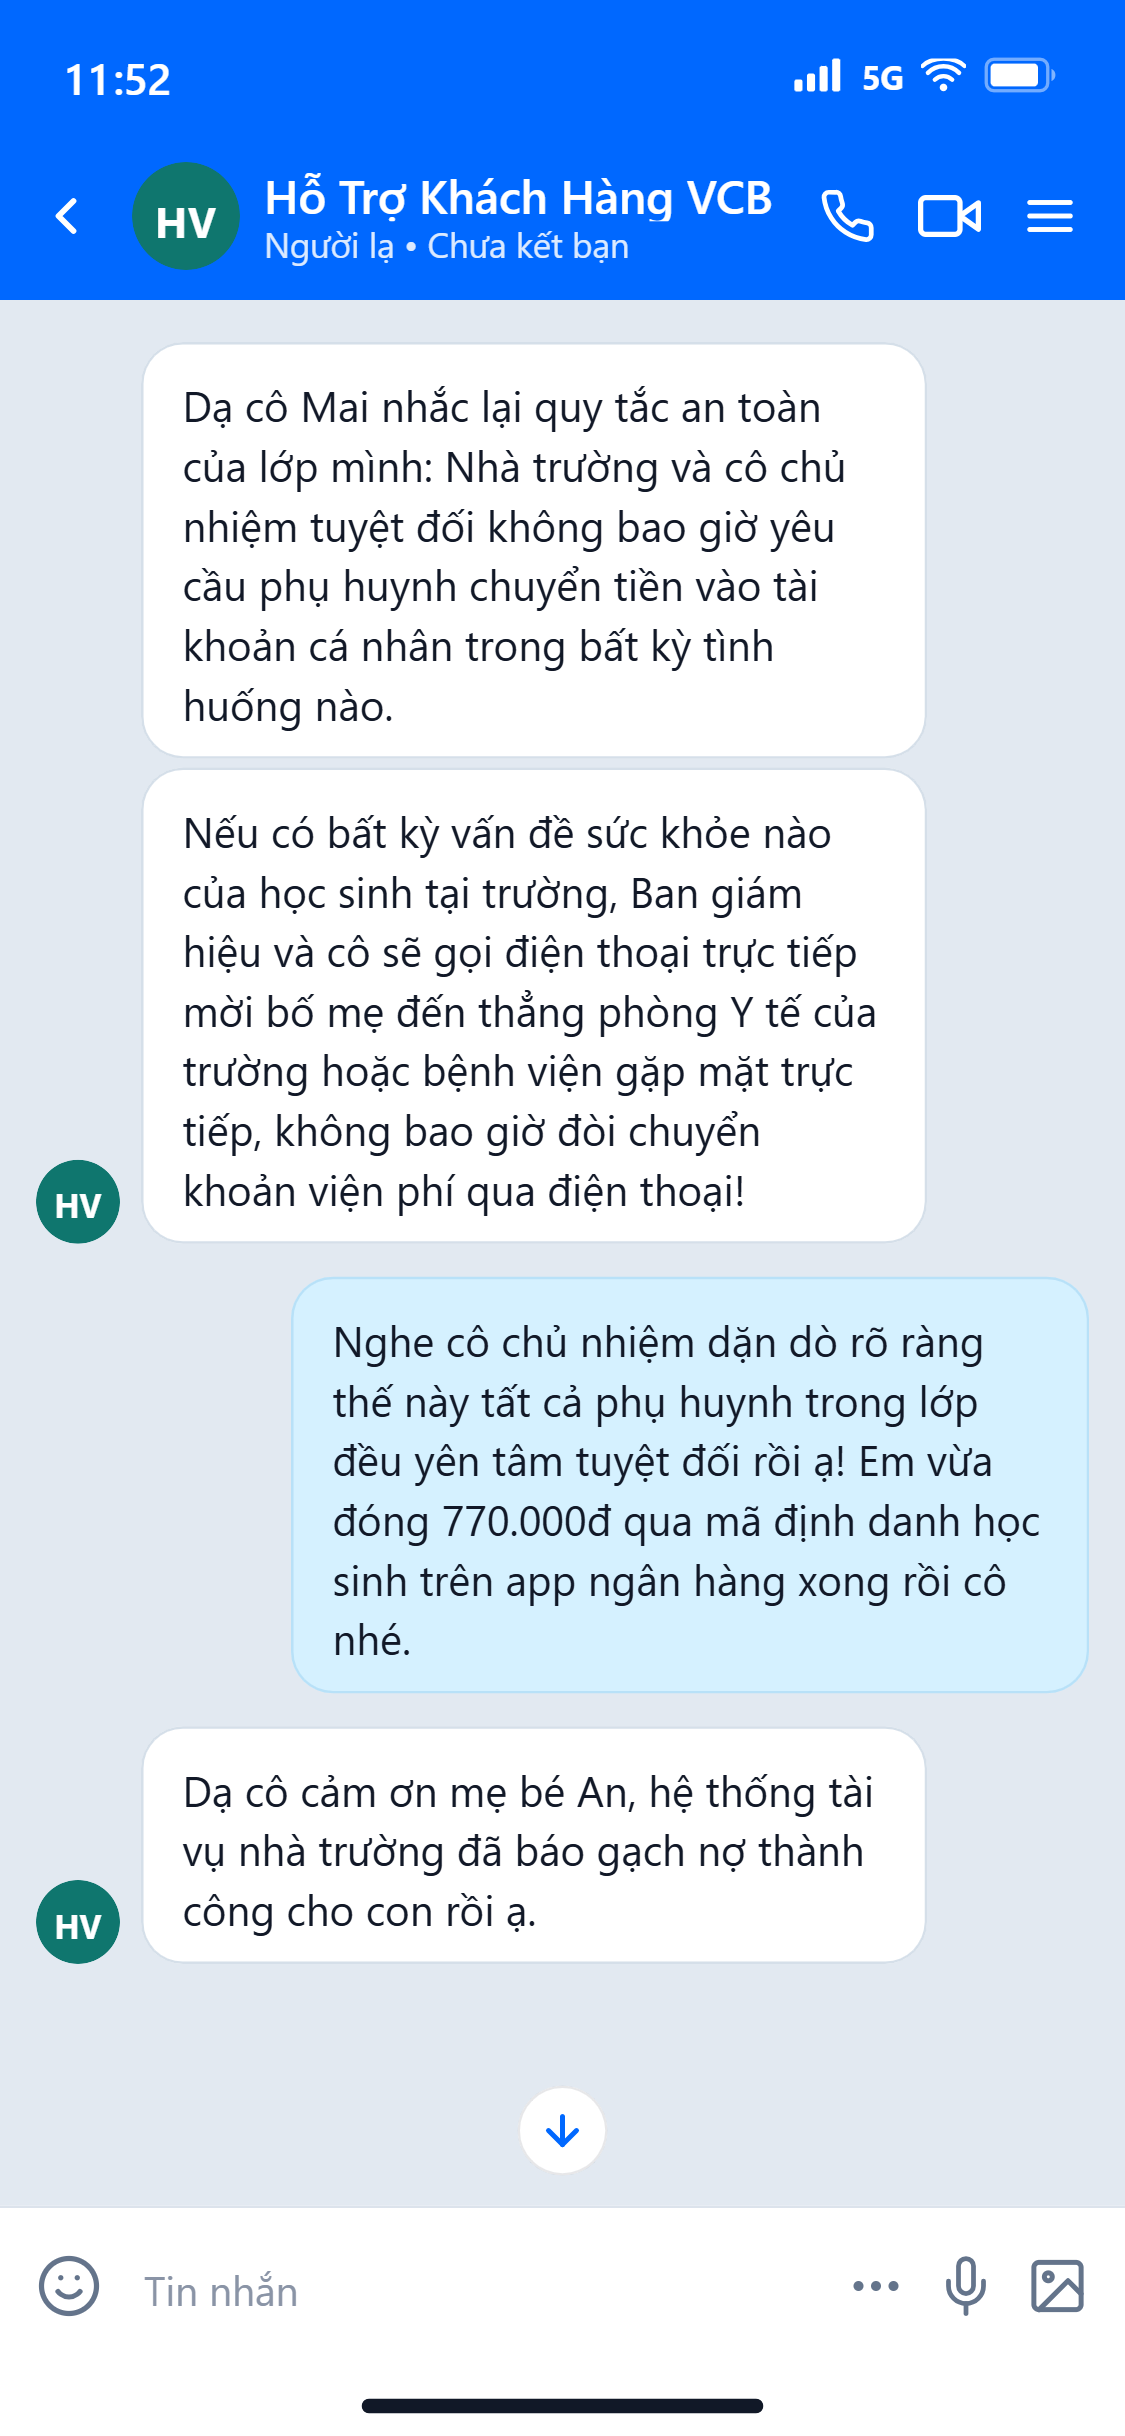 11:52
5G
HV
Hỗ Trợ Khách Hàng VCB
Người lạ • Chưa kết bạn
Dạ cô Mai nhắc lại quy tắc an toàn
của lớp mình: Nhà trường và cô chủ
nhiệm tuyệt đối không bao giờ yêu
cầu phụ huynh chuyển tiền vào tài
khoản cá nhân trong bất kỳ tình
huống nào.
Nếu có bất kỳ vấn đề sức khỏe nào
của học sinh tại trường, Ban giám
hiệu và cô sẽ gọi điện thoại trực tiếp
mời bố mẹ đến thẳng phòng Y tế của
trường hoặc bệnh viện gặp mặt trực
tiếp, không bao giờ đòi chuyển
khoản viện phí qua điện thoại!
HV
Nghe cô chủ nhiệm dặn dò rõ ràng
thế này tất cả phụ huynh trong lớp
đều yên tâm tuyệt đối rồi ạ! Em vừa
đóng 770.000đ qua mã định danh học
sinh trên app ngân hàng xong rồi cô
nhé.
Dạ cô cảm ơn mẹ bé An, hệ thống tài
vụ nhà trường đã báo gạch nợ thành
công cho con rồi ạ.
HV
Tin nhắn